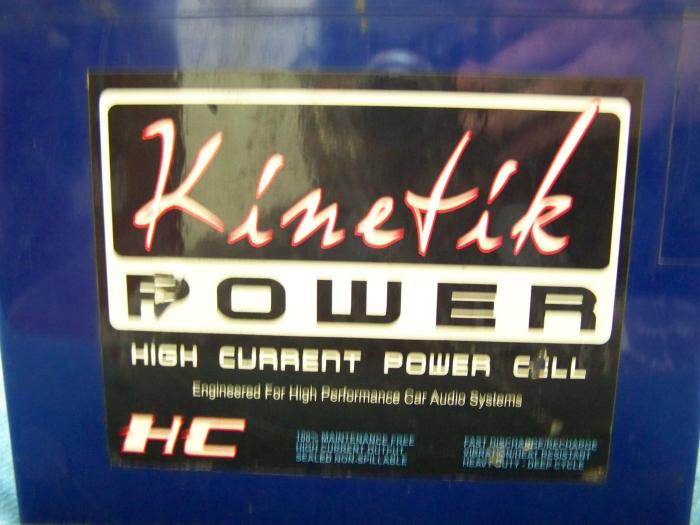 Kinetik
POWER
HIGH CURRENT POWER CELL
Engineered For High Performance Car Audio Systems
HC
100% MAINTENANCE FREE
HIGH CURRENT OUTPUT
SEALED NON-SPILLABLE
FAST DISCHARGE/RECHARGE
HEAT RESISTANT
HEAVY DUTY - DEEP CYCLE